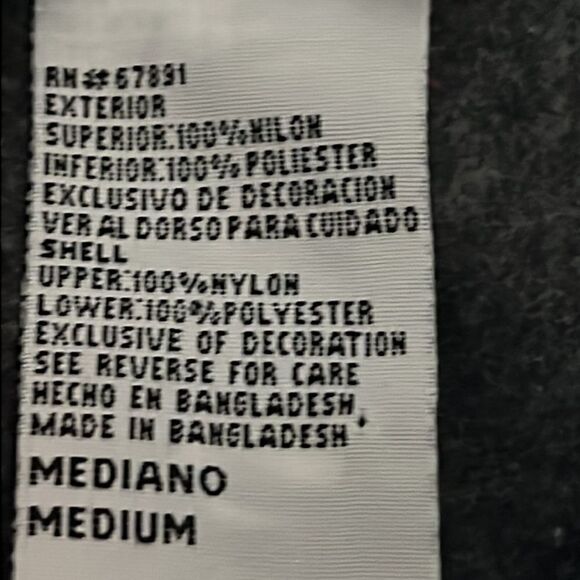 RN# 67891
EXTERIOR
SUPERIOR:100%NILON
INFERIOR:100% POLIESTER
EXCLUSIVO DE DECORACION
VER AL DORSO PARA CUIDADO
SHELL
UPPER:100%NYLON
LOWER:100%POLYESTER
EXCLUSIVE OF DECORATION
SEE REVERSE FOR CARE
HECHO EN BANGLADESH
MADE IN BANGLADESH
MEDIANO
MEDIUM